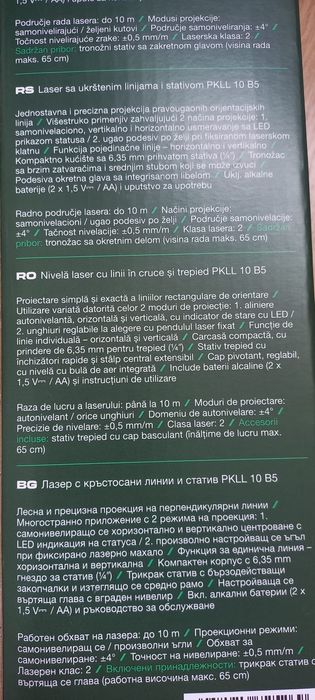 1,5 V⎓ / AA) i upute za upotrebu
Područje rada lasera: do 10 m / Modusi projekcije:
samonivelirajući / željeni kutovi / Područje samoniveliranja: ±4° /
Točnost nivelirajuće zrake: ±0,5 mm/m / Laserska klasa: 2 /
Sadržan pribor: tronožni stativ sa zakretnom glavom (visina rada
maks. 65 cm)
RS Laser sa ukrštenim linijama i stativom PKLL 10 B5
Jednostavna i precizna projekcija pravougaonih orijentacijskih
linija / Višestruko primenjiv zahvaljujući 2 načina projekcije: 1.
samonivelaciono, vertikalno i horizontalno usmeravanje sa LED
prikazom statusa / 2. ugao podesiv po želji pri fiksiranom laserskom
klatnu / Funkcija pojedinačne linije – horizontalno i vertikalno /
Kompaktno kućište sa 6,35 mm prihvatom stativa (¼") / Tronožac
sa brzim zatvaračima i srednjim stubom koji se može izvući /
Podesiva okretna glava sa integrisanom libelom / Uklj. alkalne
baterije (2 x 1,5 V⎓ / AA) i uputstvo za upotrebu
Radno područje lasera: do 10 m / Načini projekcije:
samonivelacioni / ugao podesiv po želji / Područje samonivelacije:
±4° / Tačnost nivelacije: ±0,5 mm/m / Klasa lasera: 2 / Sadržan
pribor: tronožac sa okretnim delom (visina rada maks. 65 cm)
RO Nivelă laser cu linii în cruce și trepied PKLL 10 B5
Proiectare simplă și exactă a liniilor rectangulare de orientare /
Utilizare variată datorită celor 2 moduri de proiecție: 1. aliniere
autonivelantă, orizontală și verticală, cu indicator de stare cu LED /
2. unghiuri reglabile la alegere cu pendulul laser fixat / Funcție de
linie individuală – orizontală și verticală / Carcasă compactă, cu
prindere de 6,35 mm pentru trepied (¼") / Stativ trepied cu
închizători rapide și stâlp central extensibil / Cap pivotant, reglabil,
cu nivelă cu bulă de aer integrată / Include baterii alcaline (2 x
1,5 V⎓ / AA) și instrucțiuni de utilizare
Raza de lucru a laserului: până la 10 m / Moduri de proiectare:
autonivelant / orice unghiuri / Domeniu de autonivelare: ±4° /
Precizie de nivelare: ±0,5 mm/m / Clasa laser: 2 / Accesorii
incluse: stativ trepied cu cap basculant (înălțime de lucru max.
65 cm)
BG Лазер с кръстосани линии и статив PKLL 10 B5
Лесна и прецизна проекция на перпендикулярни линии /
Многостранно приложение с 2 режима на проекция: 1.
самонивелиращо се хоризонтално и вертикално центроване с
LED индикация на статуса / 2. произволно настройващ се ъгъл
при фиксирано лазерно махало / Функция за единична линия –
хоризонтална и вертикална / Компактен корпус с 6,35 mm
гнездо за статив (¼") / Трикрак статив с бързодействащи
закопчалки и изтеглящо се средно рамо / Настройваща се
въртяща глава с вграден нивелир / Вкл. алкални батерии (2 x
1,5 V⎓ / AA) и ръководство за обслужване
Работен обхват на лазера: до 10 m / Проекционни режими:
самонивелиращ се / произволни ъгли / Обхват за
самонивелиране: ±4° / Точност на нивелиране: ±0,5 mm/m /
Лазерен клас: 2 / Включени принадлежности: трикрак статив с
въртяща се глава (работна височина макс. 65 cm)